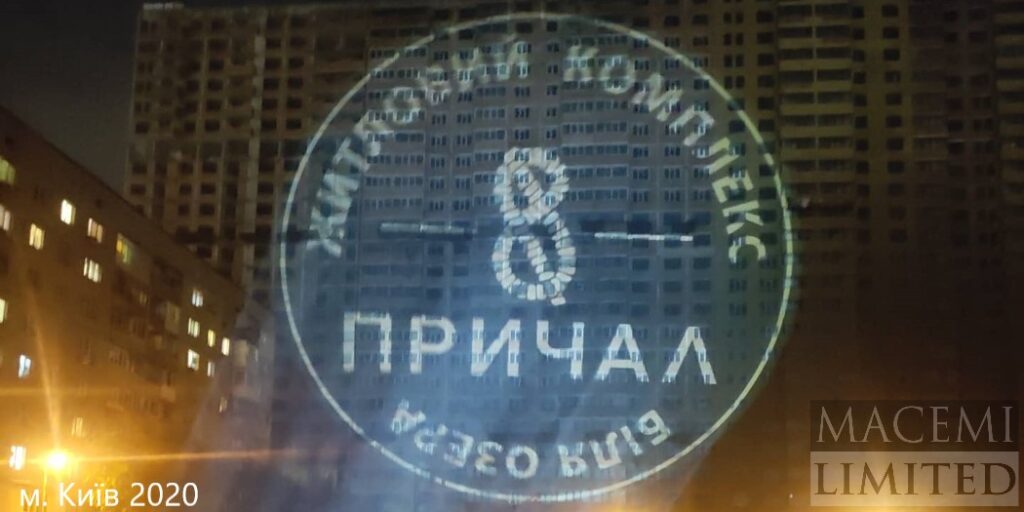 ЖИТЛОВИЙ КОМПЛЕКС
8
ПРИЧАЛ
БІЛЯ ОЗЕРА
м. Київ 2020
MACEMI
LIMITED